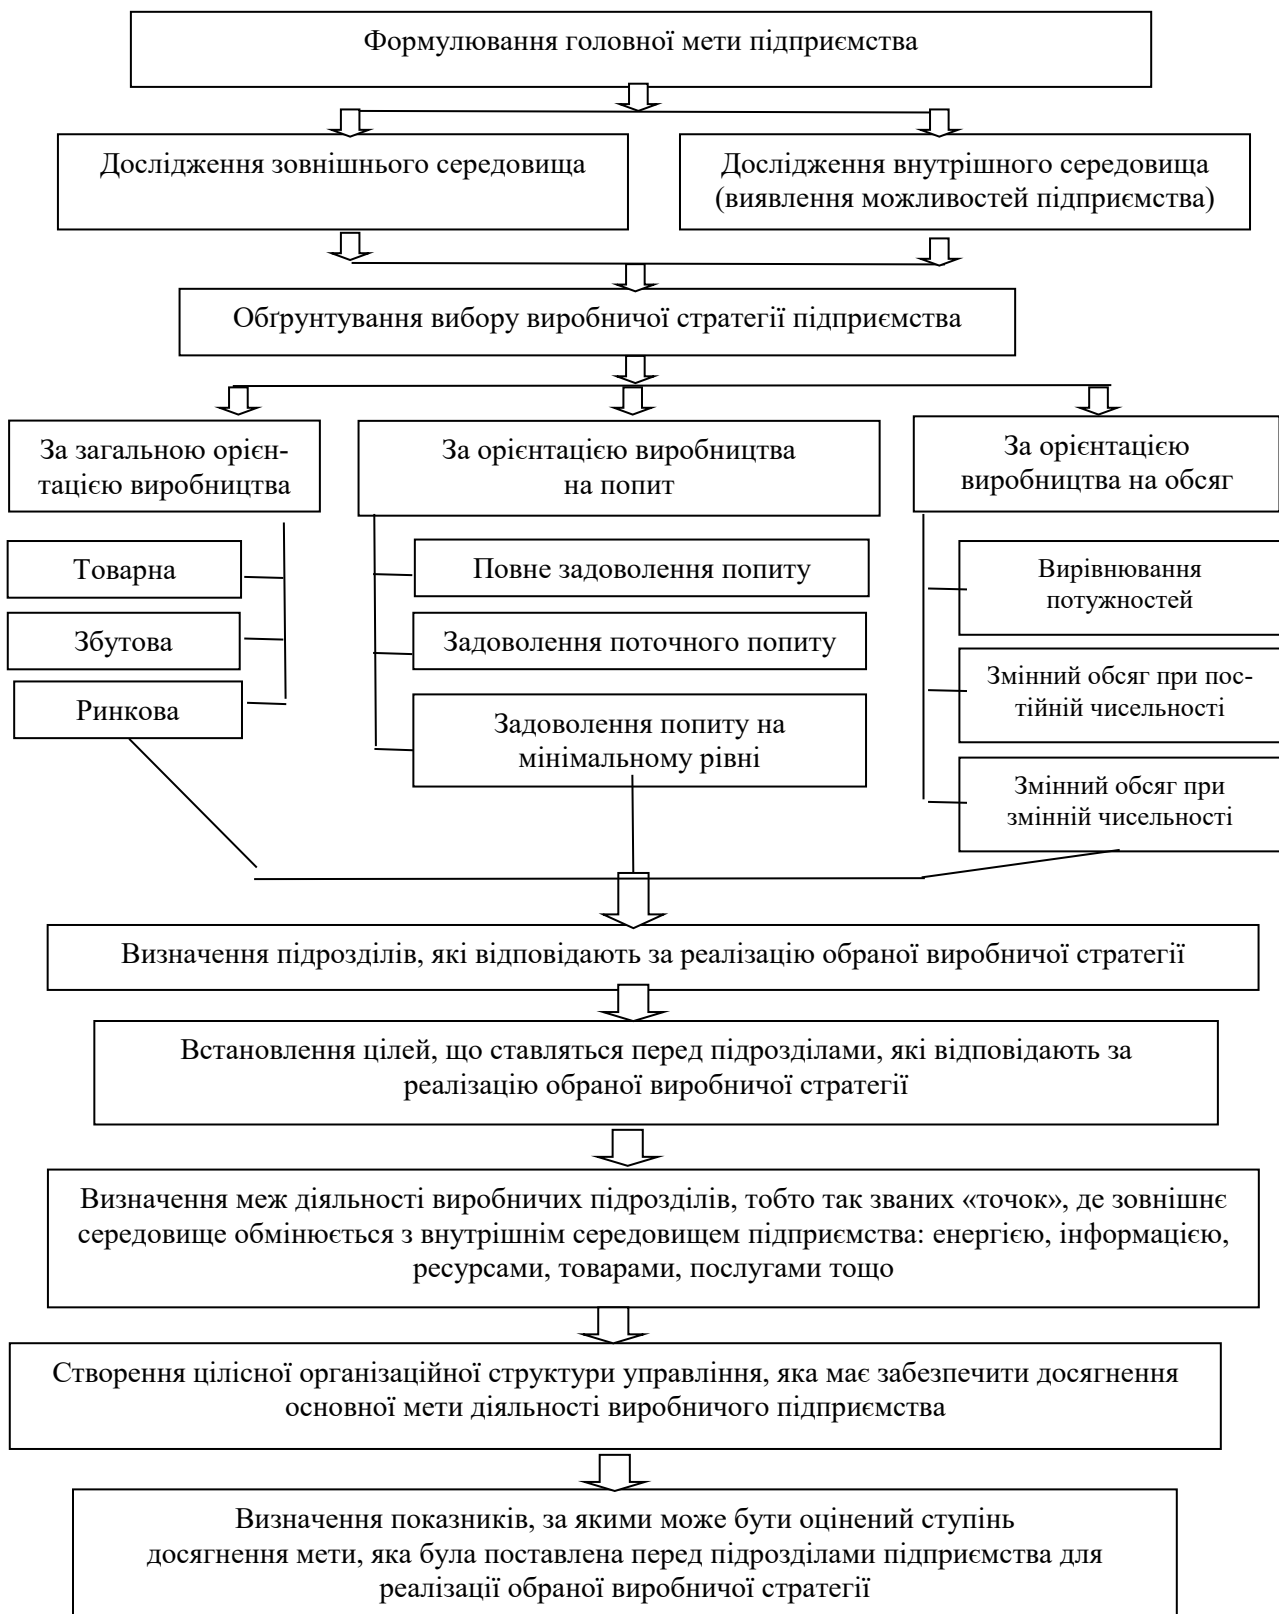 Формулювання головної мети підприємства
Дослідження зовнішнього середовища
Дослідження внутрішного середовища
(виявлення можливостей підприємства)
Обґрунтування вибору виробничої стратегії підприємства
За загальною орієн-
тацією виробництва
За орієнтацією виробництва
на попит
За орієнтацією
виробництва на обсяг
Товарна
Збутова
Ринкова
Повне задоволення попиту
Задоволення поточного попиту
Задоволення попиту на
мінімальному рівні
Вирівнювання
потужностей
Змінний обсяг при пос-
тійній чисельності
Змінний обсяг при
змінній чисельності
Визначення підрозділів, які відповідають за реалізацію обраної виробничої стратегії
Встановлення цілей, що ставляться перед підрозділами, які відповідають за
реалізацію обраної виробничої стратегії
Визначення меж діяльності виробничих підрозділів, тобто так званих «точок», де зовнішнє
середовище обмінюється з внутрішнім середовищем підприємства: енергією, інформацією,
ресурсами, товарами, послугами тощо
Створення цілісної організаційної структури управління, яка має забезпечити досягнення
основної мети діяльності виробничого підприємства
Визначення показників, за якими може бути оцінений ступінь
досягнення мети, яка була поставлена перед підрозділами підприємства для
реалізації обраної виробничої стратегії